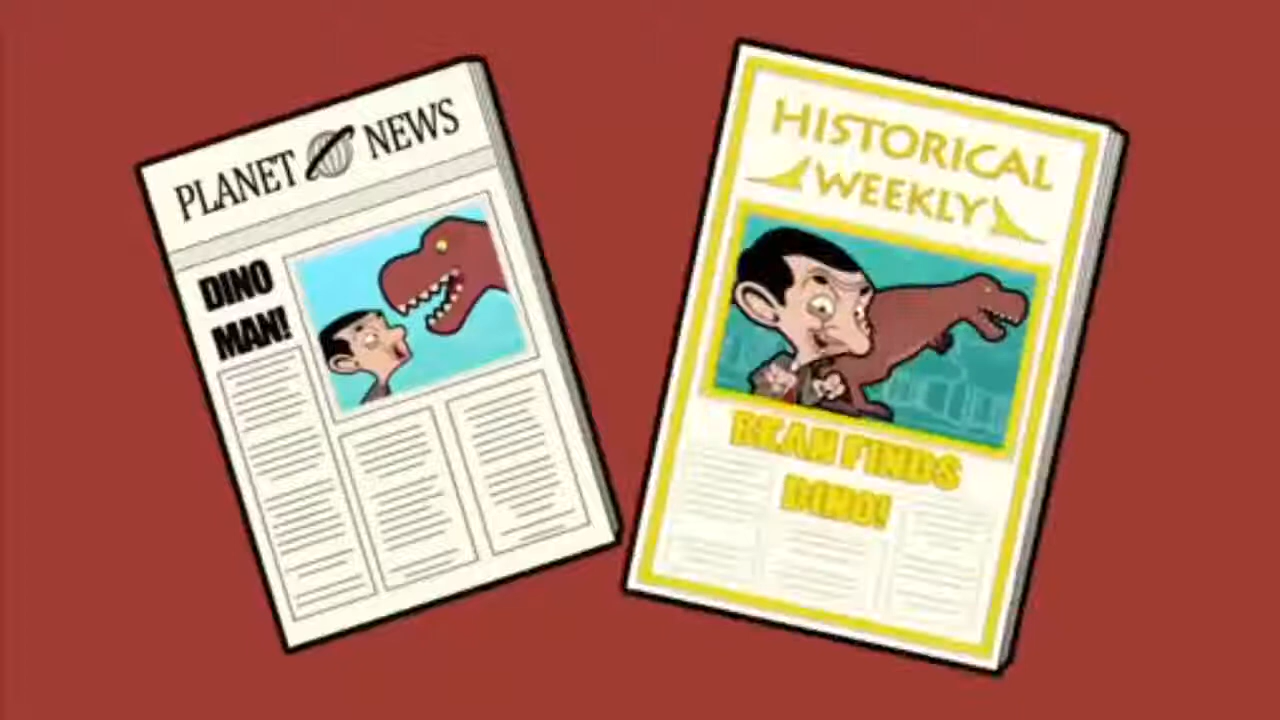 PLANET NEWS
DINO
MAN!
HISTORICAL
WEEKLY
BEAN FINDS
DINO!